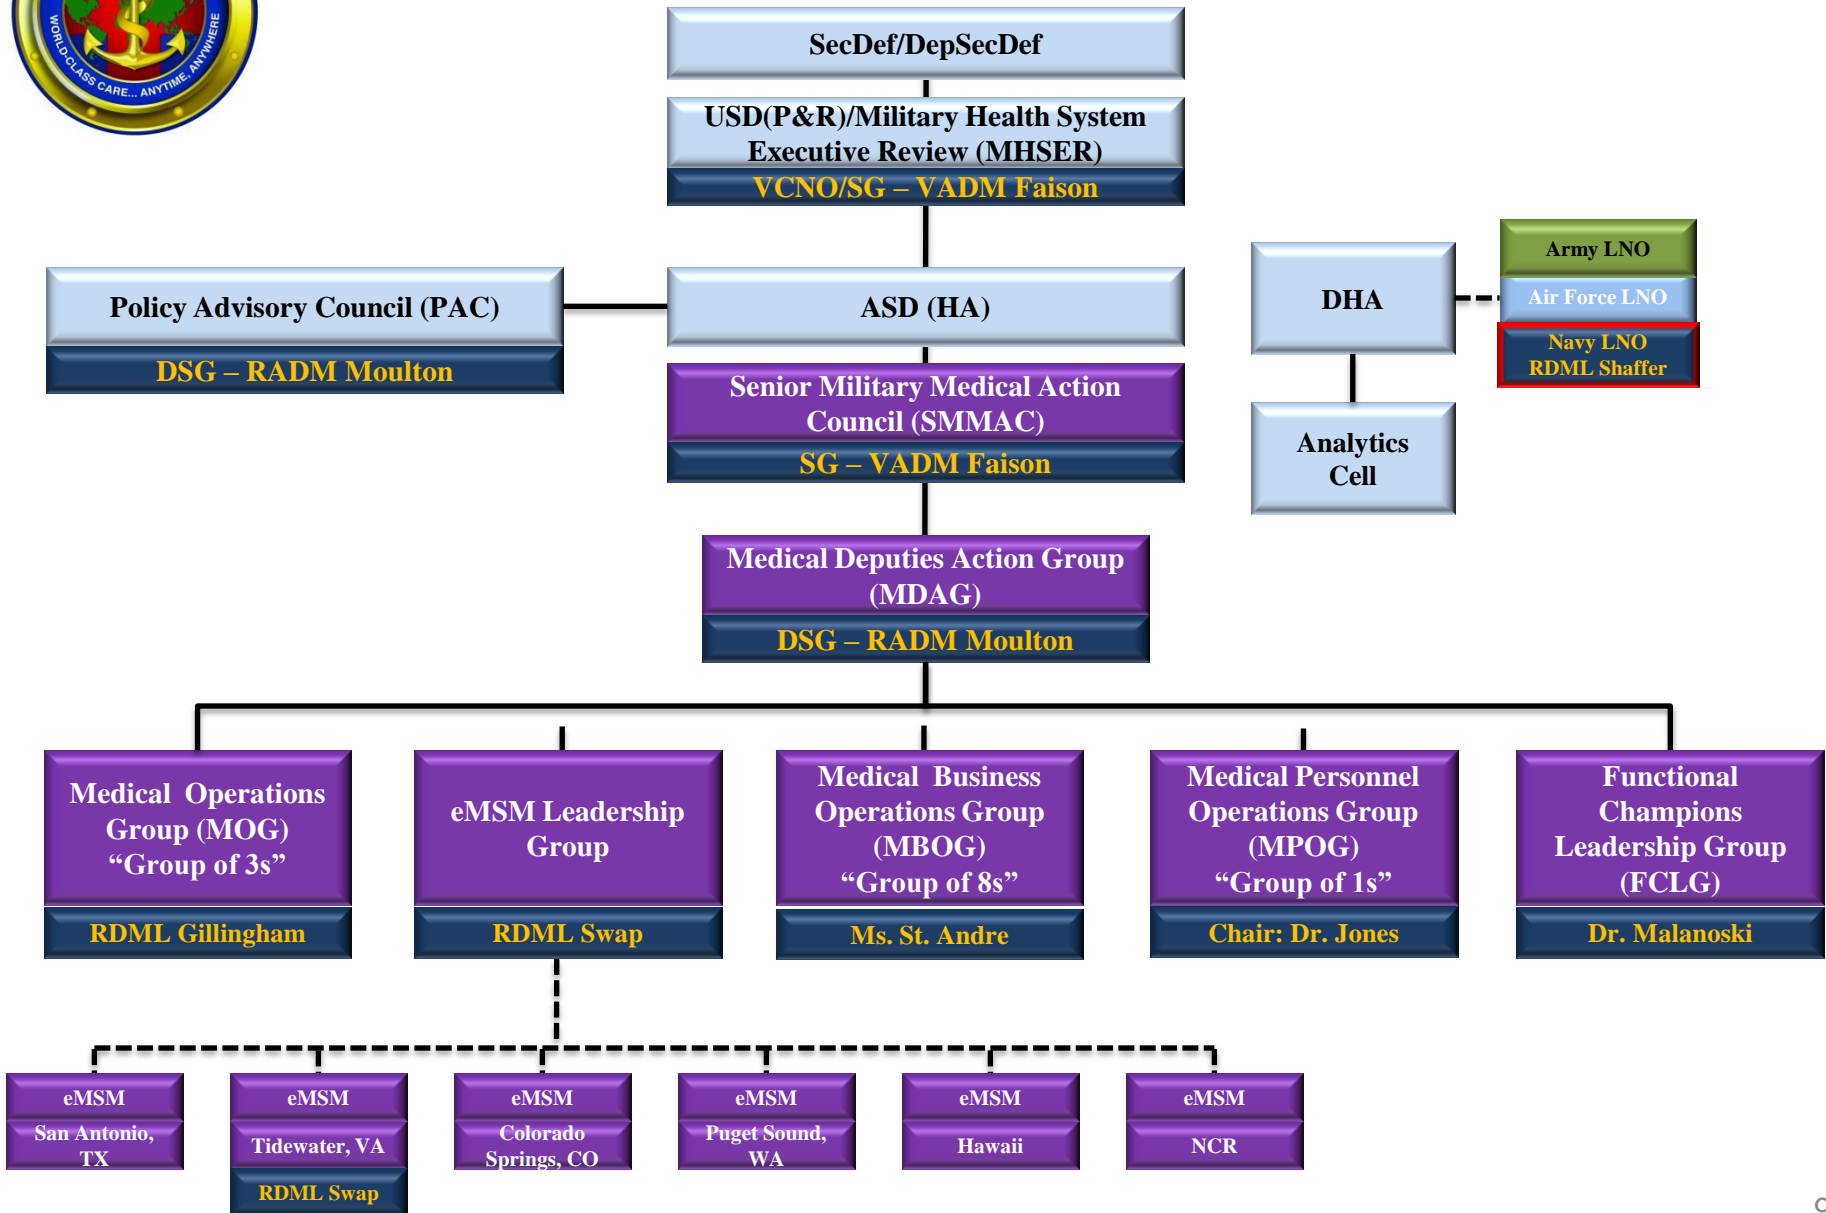 WORLD-CLASS CARE... ANYTIME, ANYWHERE
SecDef/DepSecDef
USD(P&R)/Military Health System
Executive Review (MHSER)
VCNO/SG – VADM Faison
Policy Advisory Council (PAC)
DSG – RADM Moulton
ASD (HA)
Senior Military Medical Action
Council (SMMAC)
SG – VADM Faison
DHA
Army LNO
Air Force LNO
Navy LNO
RDML Shaffer
Analytics
Cell
Medical Deputies Action Group
(MDAG)
DSG – RADM Moulton
Medical  Operations
Group (MOG)
“Group of 3s”
RDML Gillingham
eMSM Leadership
Group
RDML Swap
Medical  Business
Operations Group
(MBOG)
“Group of 8s”
Ms. St. Andre
Medical Personnel
Operations Group
(MPOG)
“Group of 1s”
Chair: Dr. Jones
Functional
Champions
Leadership Group
(FCLG)
Dr. Malanoski
eMSM
San Antonio,
TX
eMSM
Tidewater, VA
RDML Swap
eMSM
Colorado
Springs, CO
eMSM
Puget Sound,
WA
eMSM
Hawaii
eMSM
NCR